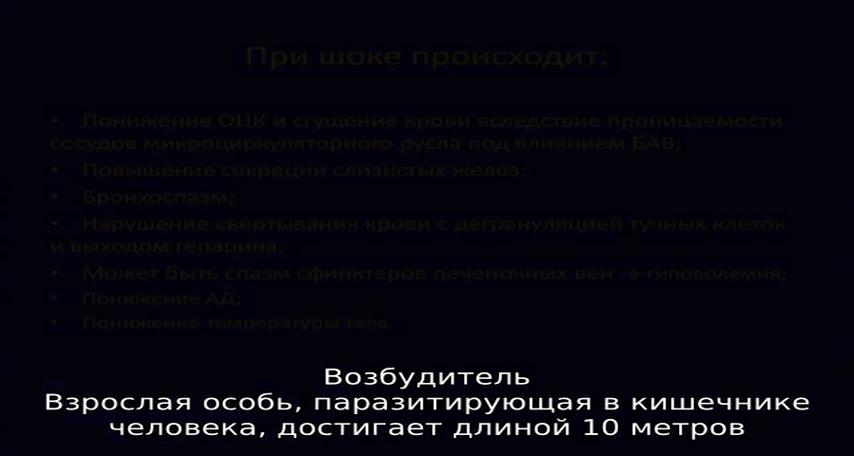 При шоке происходит:
• Понижение ОЦК и сгущение крови вследствие проницаемости
сосудов микроциркуляторного русла под влиянием БАВ;
• Повышение секреции слизистых желез;
• Бронхоспазм;
• Нарушение свертывания крови с дегрануляцией тучных клеток
и выходом гепарина;
• Может быть спазм сфинктеров печеночных вен → гиповолемия;
• Понижение АД;
• Понижение температуры тела.
Возбудитель
Взрослая особь, паразитирующая в кишечнике
человека, достигает длиной 10 метров